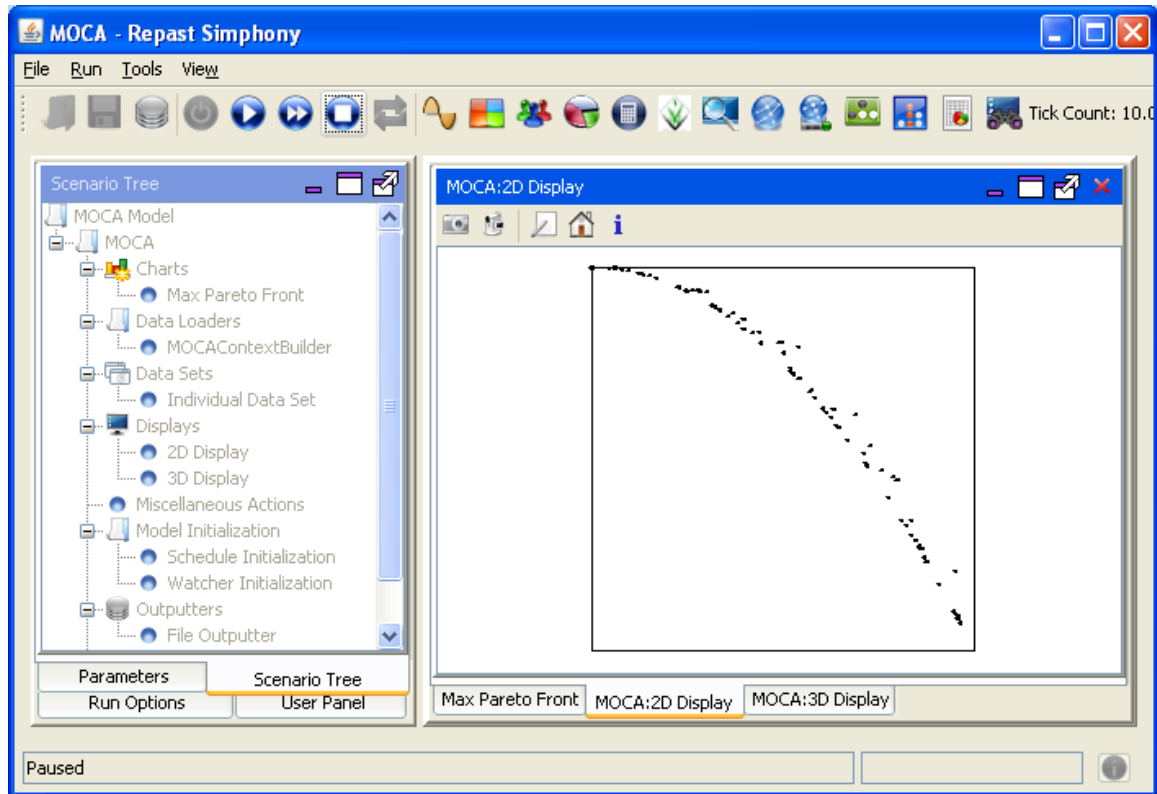 MOCA - Repast Simphony
File Run Tools View
Tick Count: 10.0
Scenario Tree
MOCA Model
MOCA
Charts
Max Pareto Front
Data Loaders
MOCAContextBuilder
Data Sets
Individual Data Set
Displays
2D Display
3D Display
Miscellaneous Actions
Model Initialization
Schedule Initialization
Watcher Initialization
Outputters
File Outputter
Parameters Scenario Tree
Run Options User Panel
MOCA:2D Display
i
Max Pareto Front MOCA:2D Display MOCA:3D Display
Paused